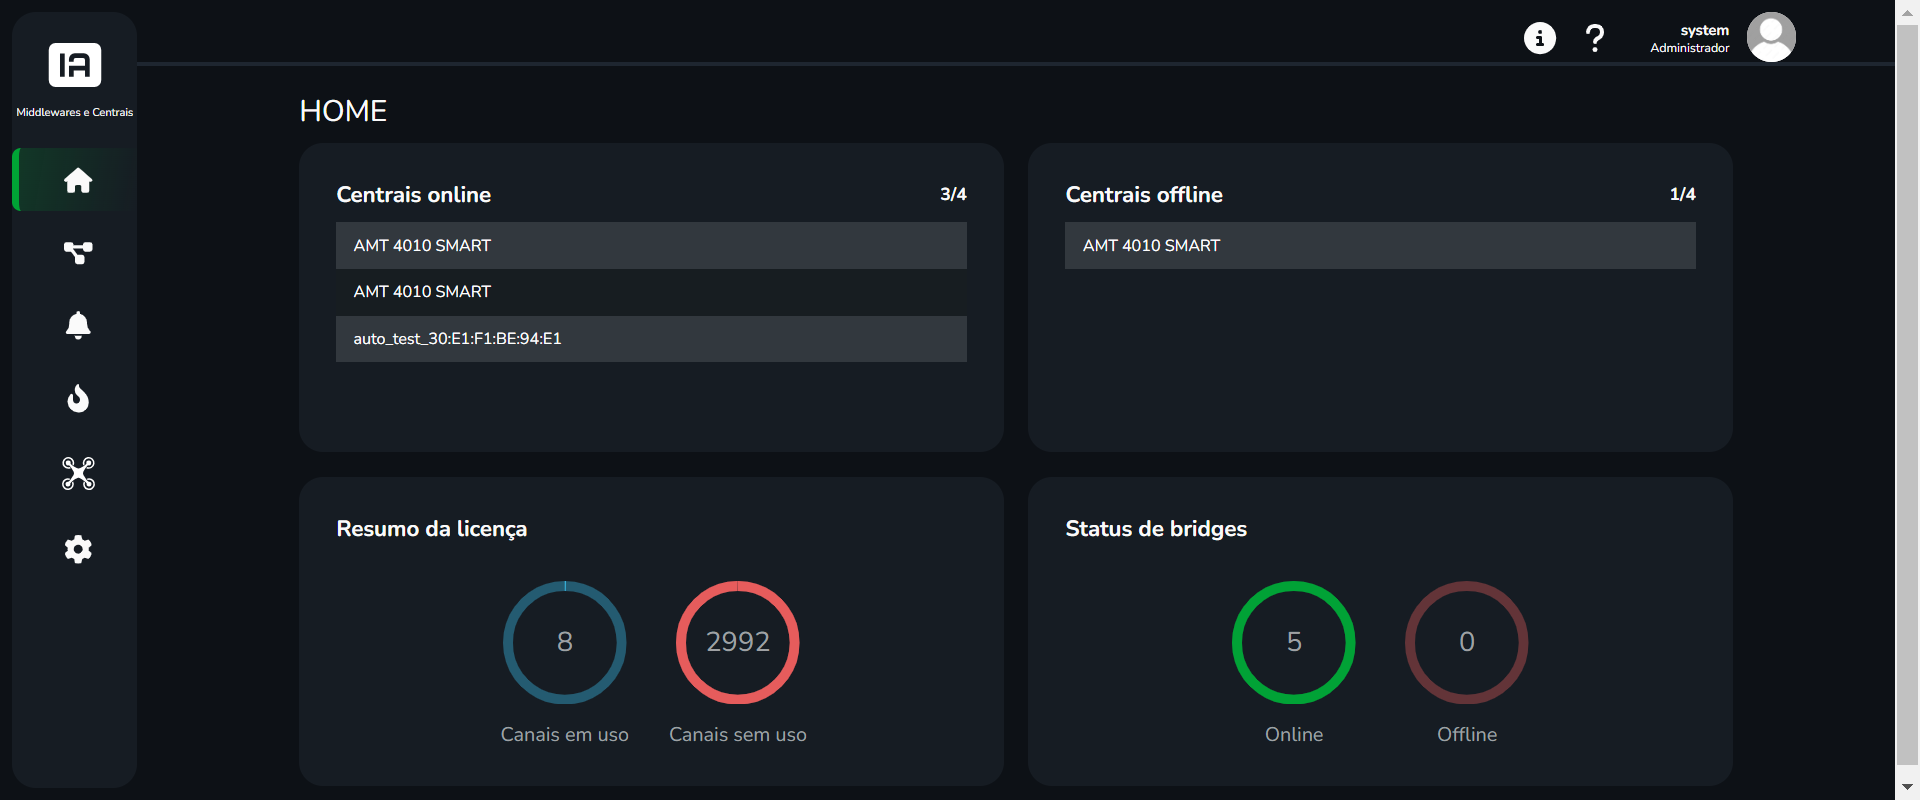 IA
Middlewares e Centrais
system
Administrador
HOME
Centrais online
3/4
AMT 4010 SMART
AMT 4010 SMART
auto_test_30:E1:F1:BE:94:E1
Centrais offline
1/4
AMT 4010 SMART
Resumo da licença
8
2992
Canais em uso
Canais sem uso
Status de bridges
5
0
Online
Offline